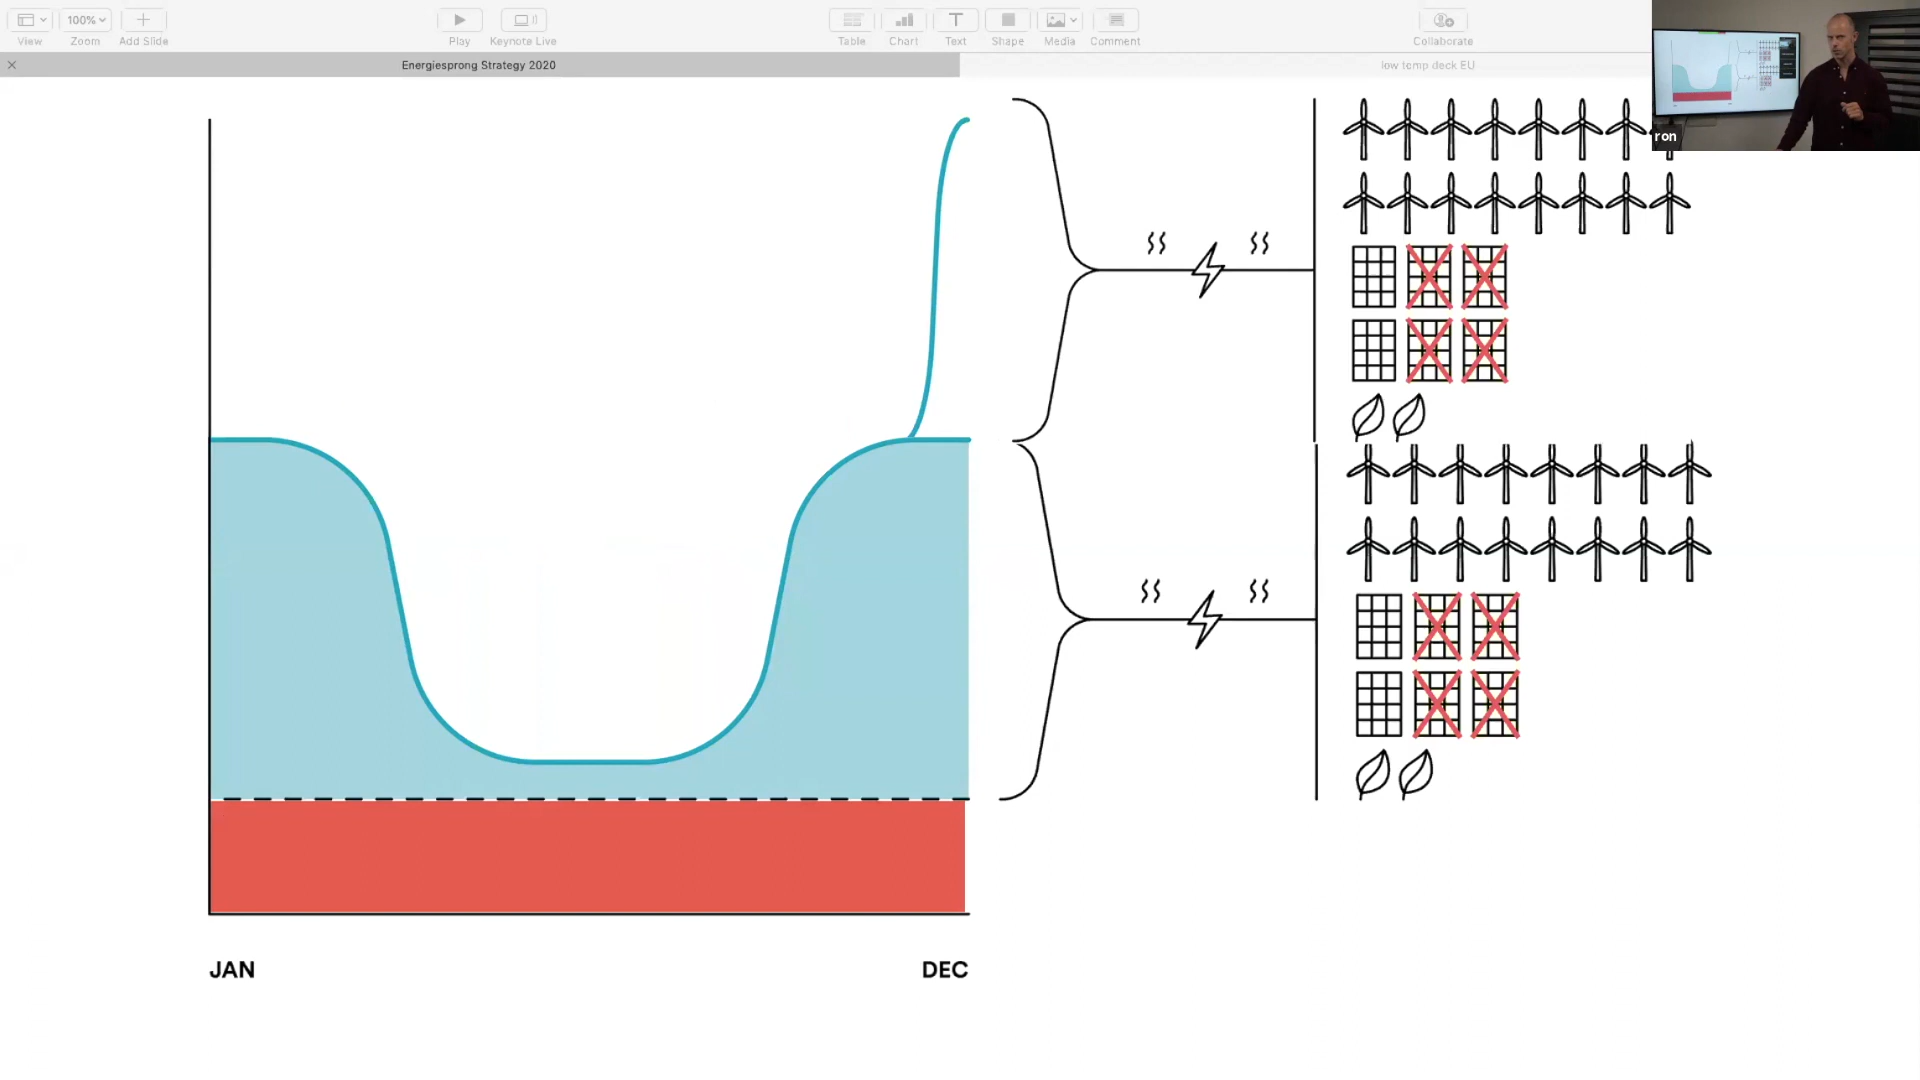 100%
View
Zoom
Add Slide
Play
Keynote Live
Table
Chart
Text
Shape
Media
Comment
Collaborate
Energiesprong Strategy 2020
low temp deck EU
ron
JAN
DEC